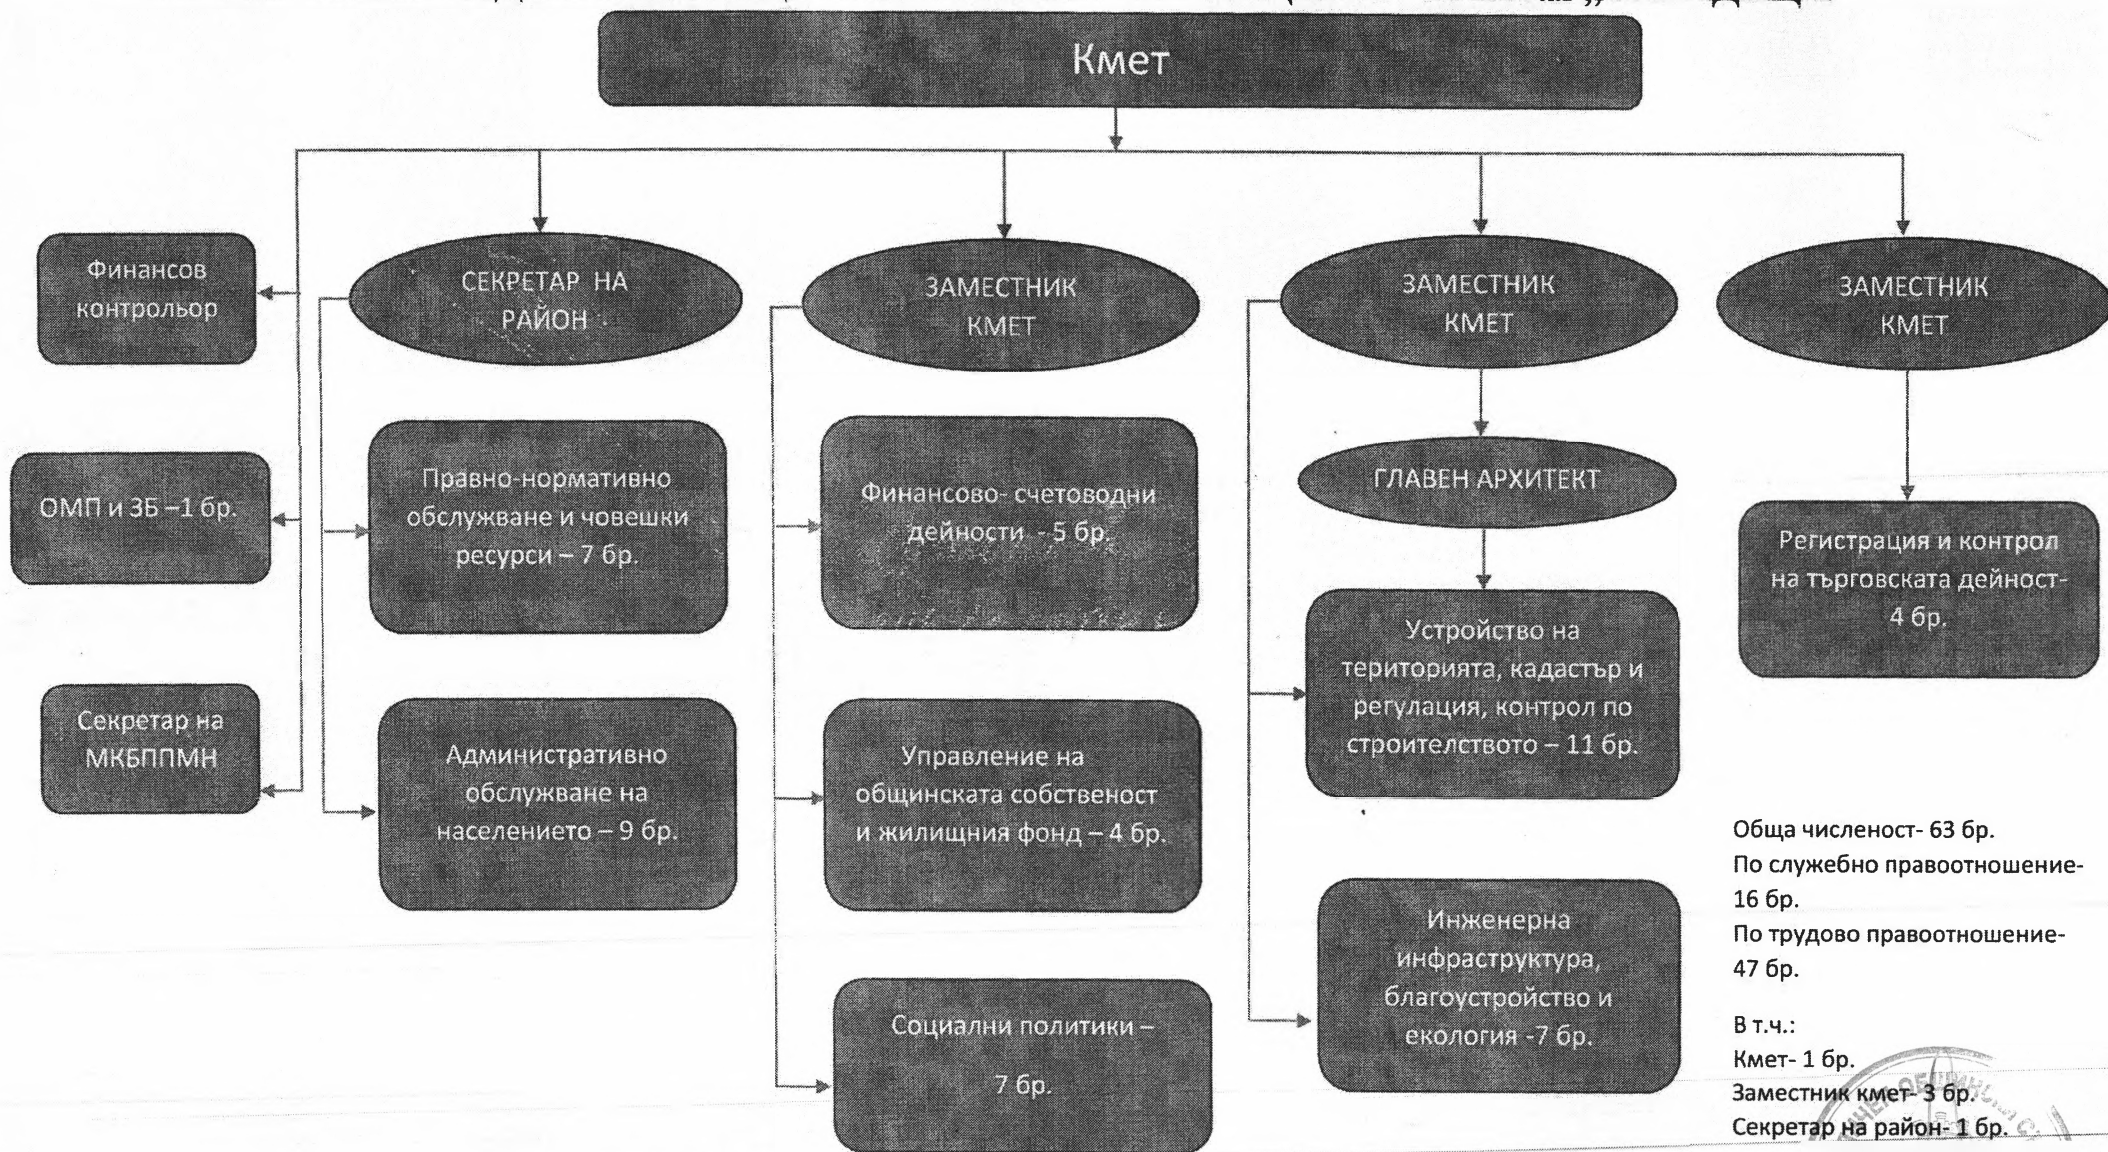 Кмет
Финансов
контрольор
СЕКРЕТАР НА
РАЙОН
ЗАМЕСТНИК
КМЕТ
ЗАМЕСТНИК
КМЕТ
ЗАМЕСТНИК
КМЕТ
ОМП и ЗБ –1 бр.
Правно-нормативно
обслужване и човешки
ресурси – 7 бр.
Финансово- счетоводни
дейности - 5 бр.
ГЛАВЕН АРХИТЕКТ
Регистрация и контрол
на търговската дейност-
4 бр.
Устройство на
територията, кадастър и
регулация, контрол по
строителството – 11 бр.
Секретар на
МКБППМН
Административно
обслужване на
населението – 9 бр.
Управление на
общинската собственост
и жилищния фонд – 4 бр.
Инженерна
инфраструктура,
благоустройство и
екология -7 бр.
Социални политики –
7 бр.
Обща численост- 63 бр.
По служебно правоотношение-
16 бр.
По трудово правоотношение-
47 бр.
В т.ч.:
Кмет- 1 бр.
Заместник кмет- 3 бр.
Секретар на район- 1 бр.